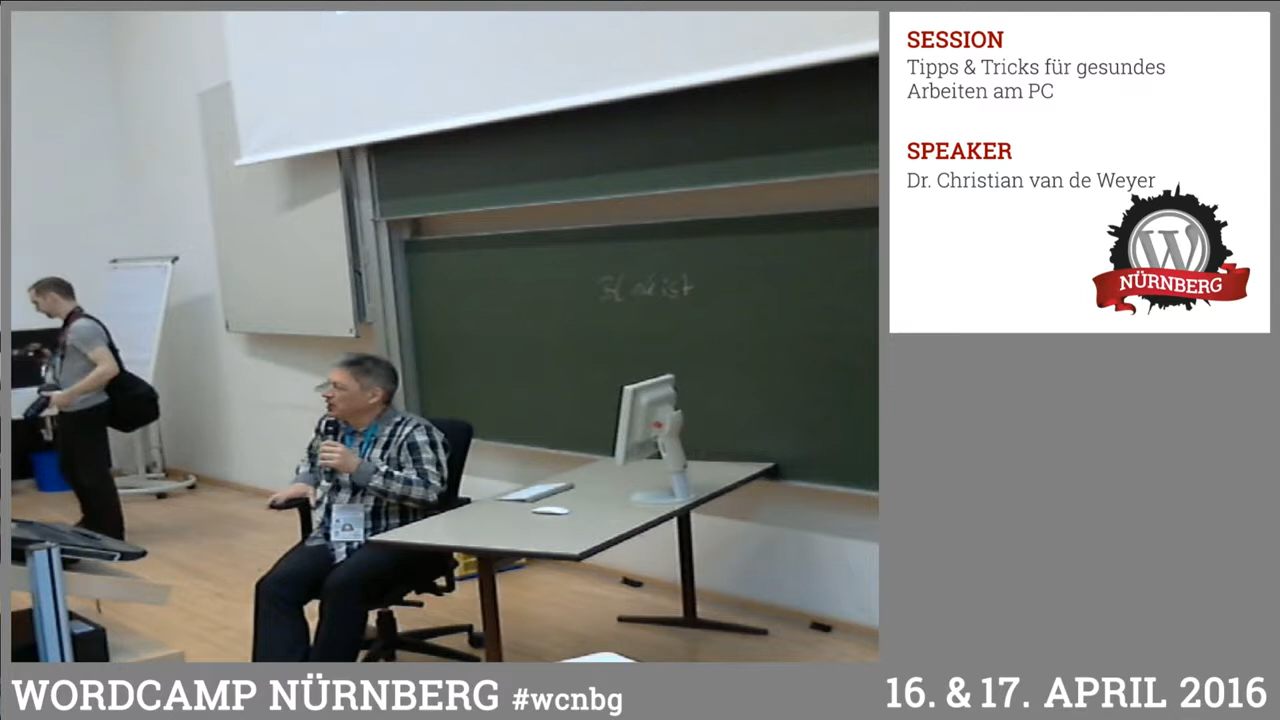 SESSION
Tipps & Tricks für gesundes
Arbeiten am PC
SPEAKER
Dr. Christian van de Weyer
W
NÜRNBERG
WORDCAMP NÜRNBERG #wcnbg
16. & 17. APRIL 2016